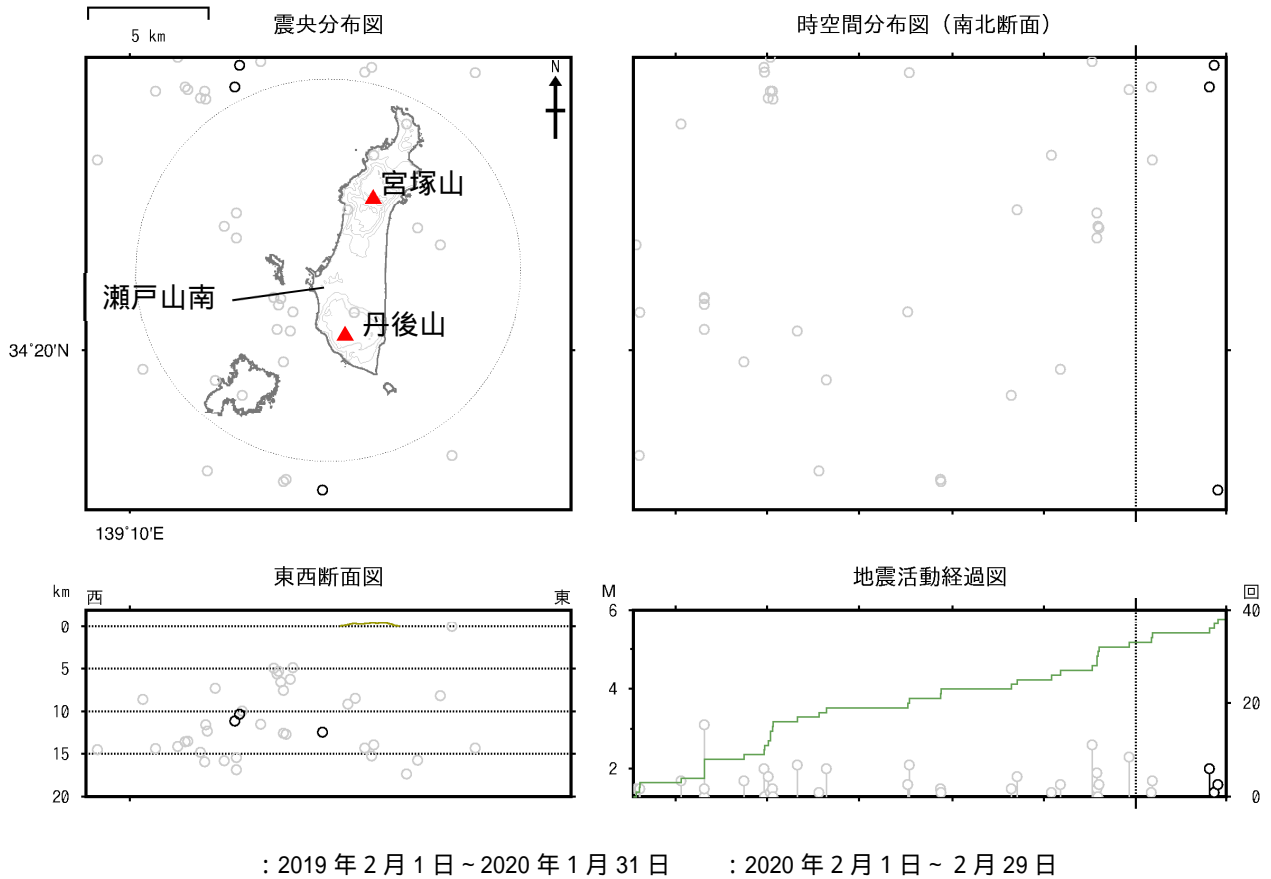 5 km
震央分布図
時空間分布図（南北断面）
N
宮塚山
瀬戸山南
丹後山
34°20'N
139°10'E
東西断面図
地震活動経過図
km
西
東
M
回
0
5
10
15
20
6
4
2
40
20
0
：2019 年 2 月 1 日 ~ 2020 年 1 月 31 日
：2020 年 2 月 1 日 ~ 2 月 29 日